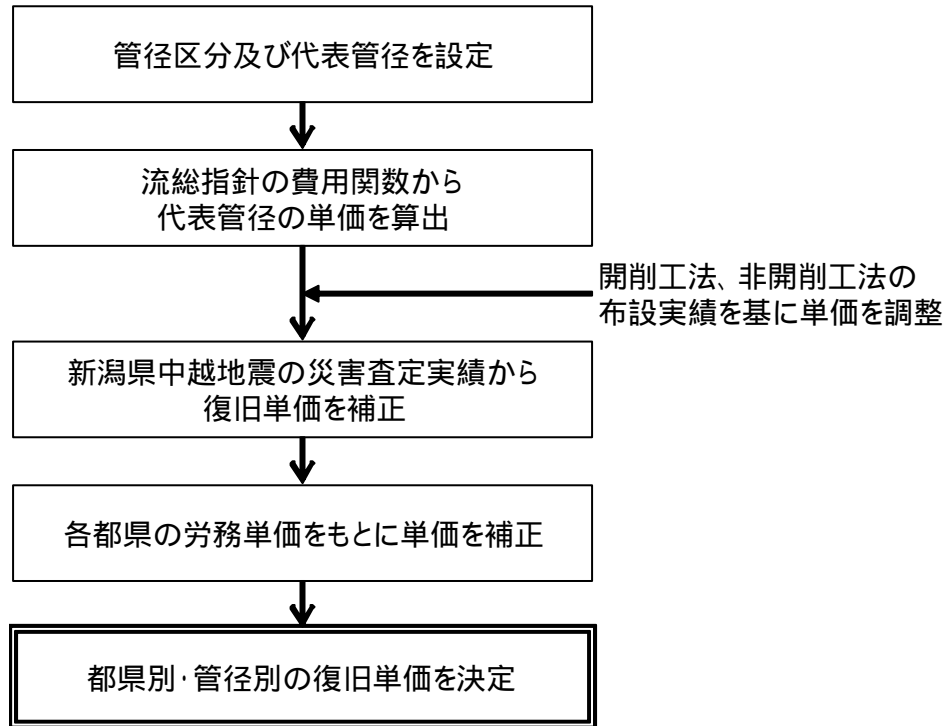 管径区分及び代表管径を設定
流総指針の費用関数から
代表管径の単価を算出
開削工法、非開削工法の
布設実績を基に単価を調整
新潟県中越地震の災害査定実績から
復旧単価を補正
各都県の労務単価をもとに単価を補正
都県別・管径別の復旧単価を決定